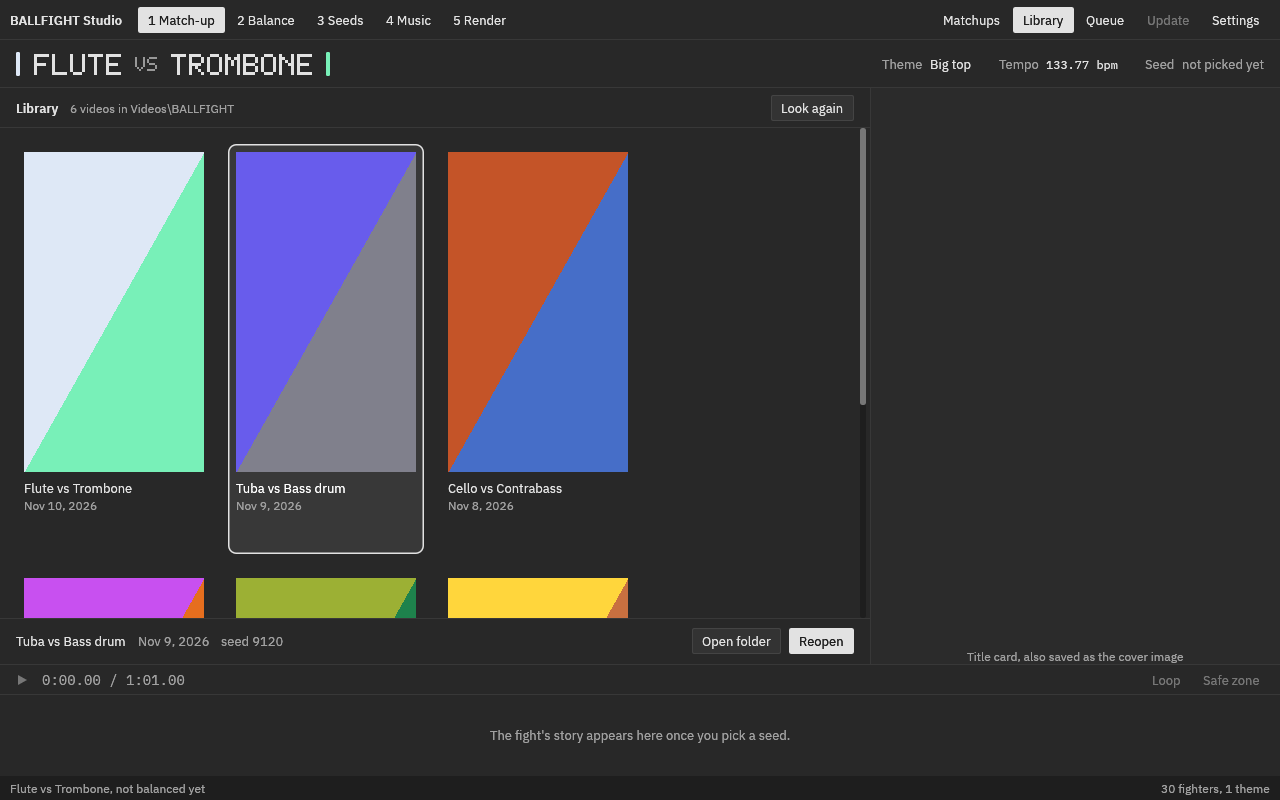 BALLFIGHT Studio 1 Match-up 2 Balance 3 Seeds 4 Music 5 Render Matchups Library Queue Update Settings
FLUTE VS TROMBONE Theme Big top Tempo 133.77 bpm Seed not picked yet
Library 6 videos in Videos\BALLFIGHT Look again
Flute vs Trombone
Nov 10, 2026
Tuba vs Bass drum
Nov 9, 2026
Cello vs Contrabass
Nov 8, 2026
Tuba vs Bass drum Nov 9, 2026 seed 9120 Open folder Reopen
Title card, also saved as the cover image
0:00.00 / 1:01.00 Loop Safe zone
The fight's story appears here once you pick a seed.
Flute vs Trombone, not balanced yet 30 fighters, 1 theme